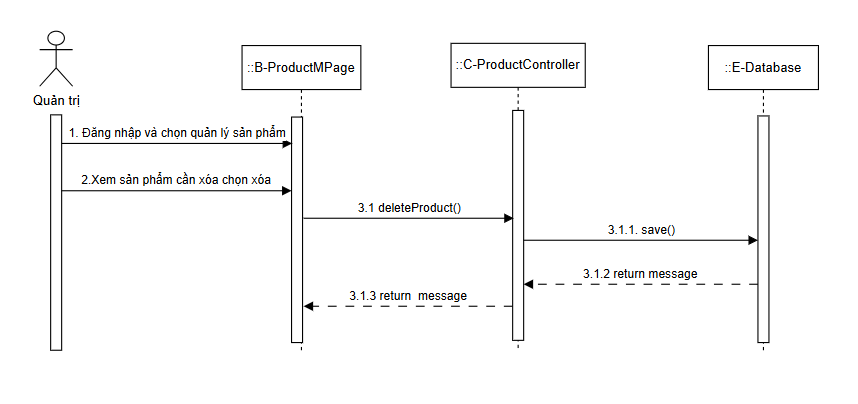 ::B-ProductMPage
::C-ProductController
::E-Database
Quản trị
1. Đăng nhập và chọn quản lý sản phẩm
2.Xem sản phẩm cần xóa chọn xóa
3.1 deleteProduct()
3.1.1. save()
3.1.2 return message
3.1.3 return  message